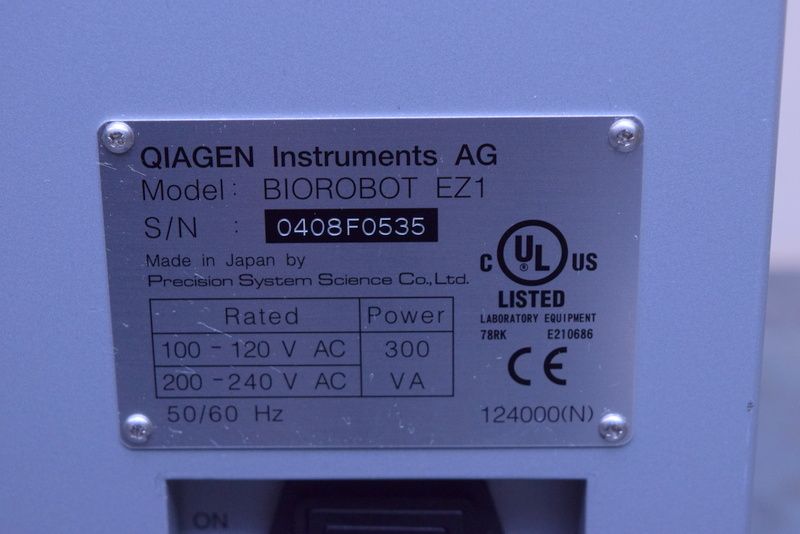 QIAGEN Instruments AG
Model: BIOROBOT EZ1
S/N : 0408F0535
Made in Japan by
Precision System Science Co., Ltd.
Rated Power
100 - 120 V AC 300
200 - 240 V AC VA
50/60 Hz
C UL ® US
LISTED
LABORATORY EQUIPMENT
78RK E210686
CE
124000(N)
ON